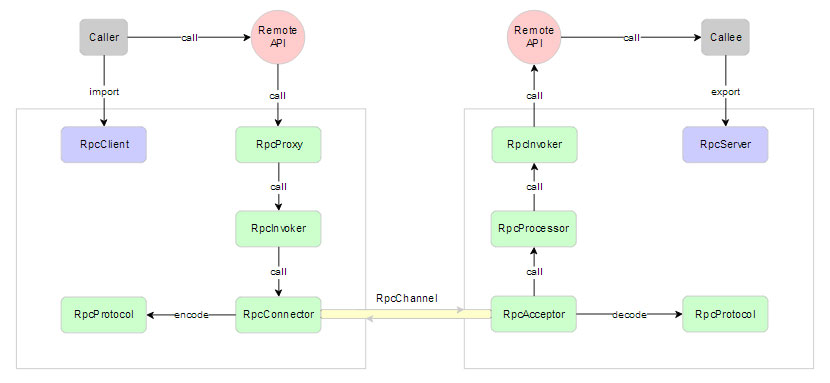 Caller
call
Remote
API
Remote
API
call
Callee
import
call
call
export
RpcClient
RpcProxy
RpcInvoker
RpcServer
call
call
RpcInvoker
RpcProcessor
call
call
RpcChannel
RpcProtocol
encode
RpcConnector
RpcAcceptor
decode
RpcProtocol